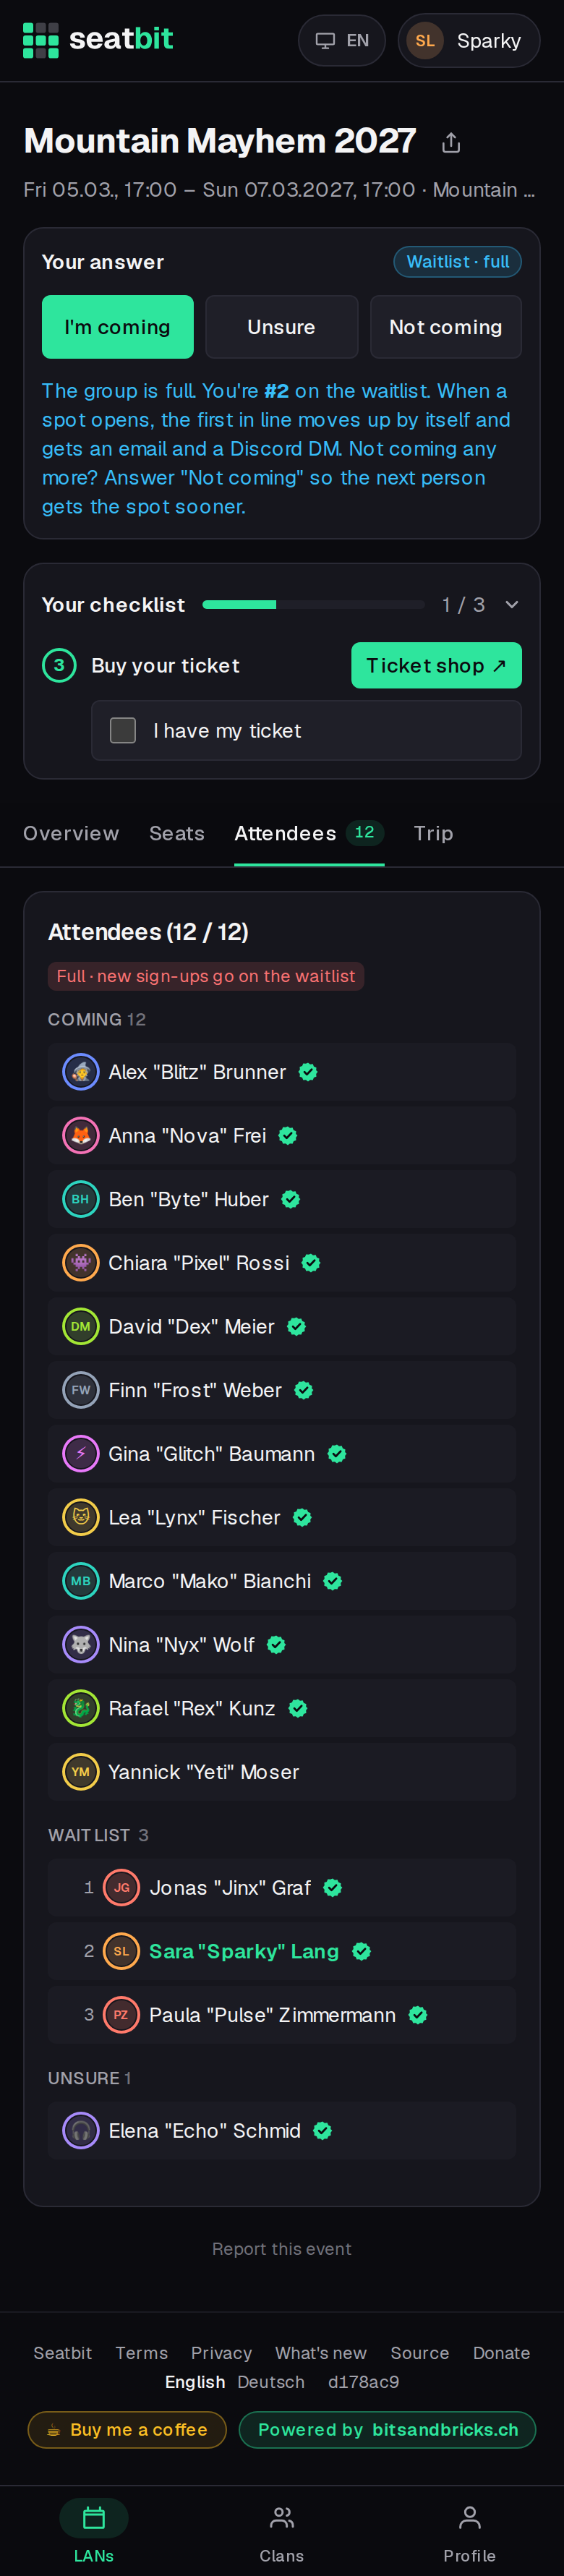 seatbit
EN
SL
Sparky
Mountain Mayhem 2027
Fri 05.03., 17:00 – Sun 07.03.2027, 17:00 · Mountain ...
Your answer
Waitlist · full
I'm coming
Unsure
Not coming
The group is full. You're #2 on the waitlist. When a
spot opens, the first in line moves up by itself and
gets an email and a Discord DM. Not coming any
more? Answer "Not coming" so the next person
gets the spot sooner.
Your checklist
1 / 3
3
Buy your ticket
Ticket shop ↗
I have my ticket
Overview
Seats
Attendees 12
Trip
Attendees (12 / 12)
Full · new sign-ups go on the waitlist
COMING 12
Alex "Blitz" Brunner
Anna "Nova" Frei
BH Ben "Byte" Huber
Chiara "Pixel" Rossi
DM David "Dex" Meier
FW Finn "Frost" Weber
Gina "Glitch" Baumann
Lea "Lynx" Fischer
MB Marco "Mako" Bianchi
Nina "Nyx" Wolf
Rafael "Rex" Kunz
YM Yannick "Yeti" Moser
WAITLIST 3
1 JG Jonas "Jinx" Graf
2 SL Sara "Sparky" Lang
3 PZ Paula "Pulse" Zimmermann
UNSURE 1
Elena "Echo" Schmid
Report this event
Seatbit Terms Privacy What's new Source Donate
English Deutsch d178ac9
Buy me a coffee
Powered by bitsandbricks.ch
LANs
Clans
Profile